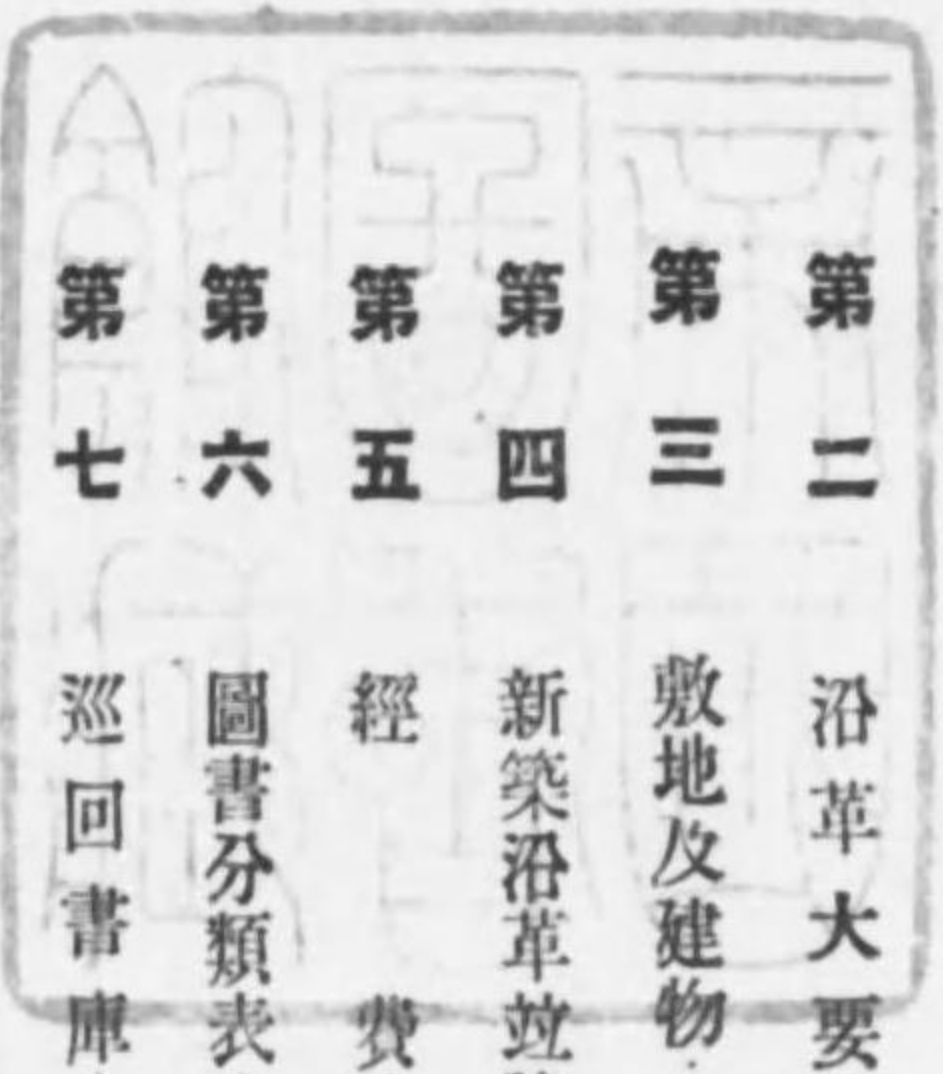 第二 沿革大要
第三 敷地及建物
第四 新築沿革竝
第五 經費
第六 圖書分類表
第七 巡回書庫